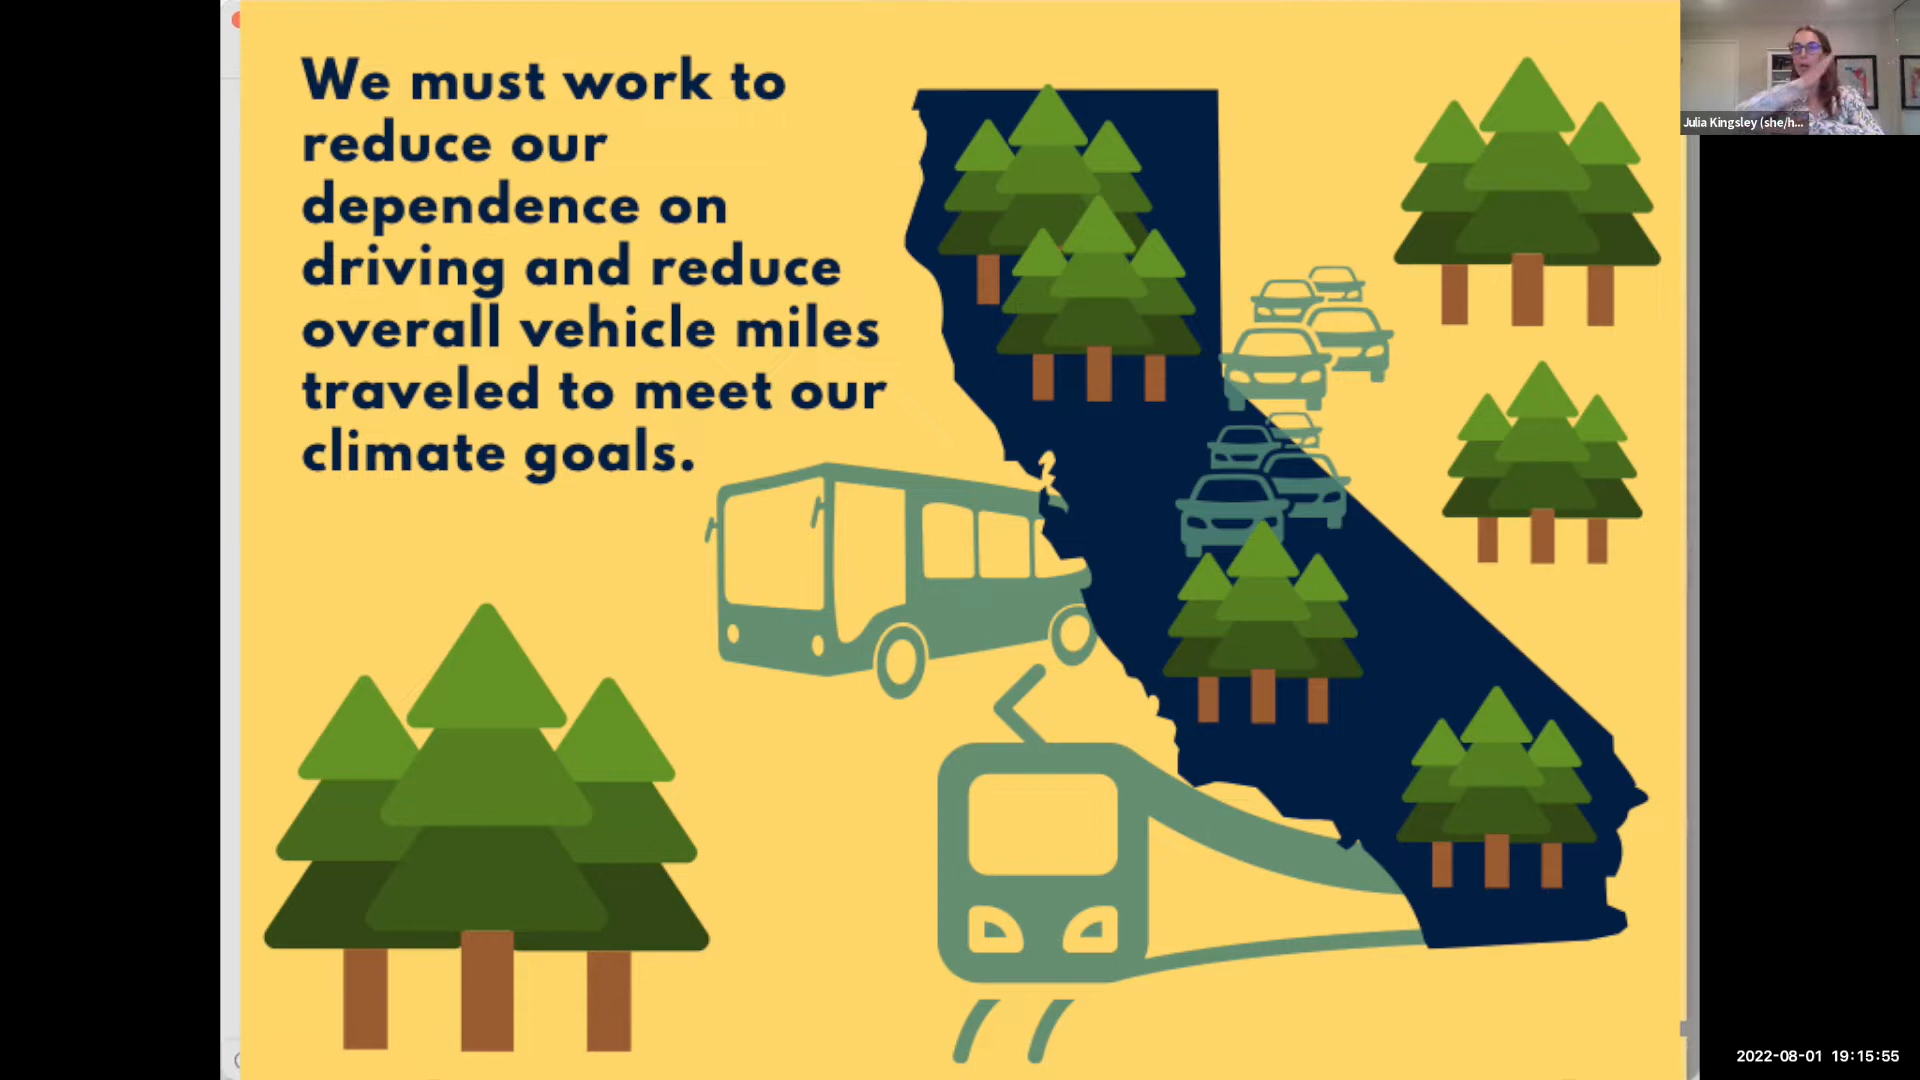 We must work to
reduce our
dependence on
driving and reduce
overall vehicle miles
traveled to meet our
climate goals.
Julia Kingsley (she/h...
2022-08-01 19:15:55